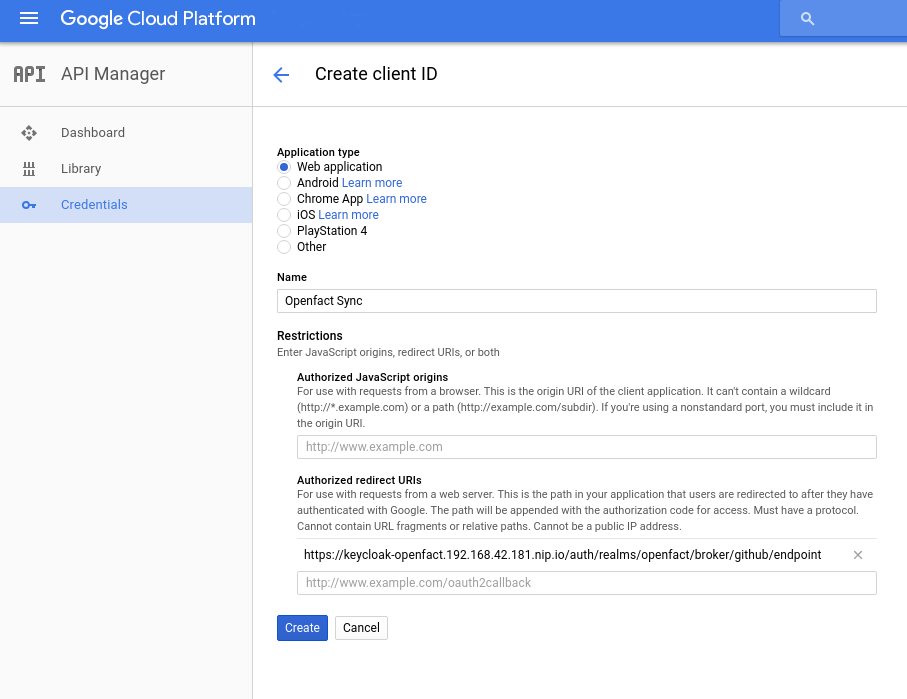 Google Cloud Platform
API API Manager
Create client ID
Dashboard
Library
Credentials
Application type
Web application
Android Learn more
Chrome App Learn more
iOS Learn more
PlayStation 4
Other
Name
Openfact Sync
Restrictions
Enter JavaScript origins, redirect URIs, or both
Authorized JavaScript origins
For use with requests from a browser. This is the origin URI of the client application. It can't contain a wildcard
(http://*.example.com) or a path (http://example.com/subdir). If you're using a nonstandard port, you must include it in
the origin URI.
http://www.example.com
Authorized redirect URIs
For use with requests from a web server. This is the path in your application that users are redirected to after they have
authenticated with Google. The path will be appended with the authorization code for access. Must have a protocol.
Cannot contain URL fragments or relative paths. Cannot be a public IP address.
https://keycloak-openfact.192.168.42.181.nip.io/auth/realms/openfact/broker/github/endpoint
http://www.example.com/oauth2callback
Create Cancel